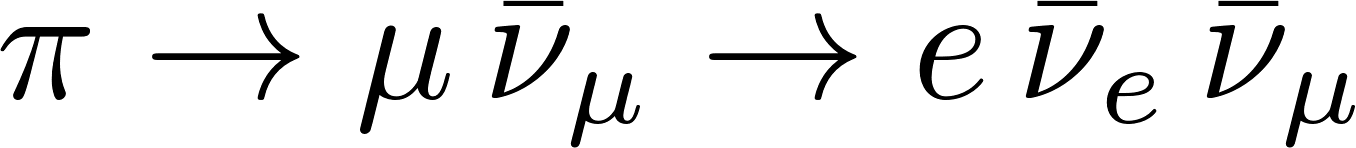 π → μ ν̄_μ → e ν̄_e ν̄_μ